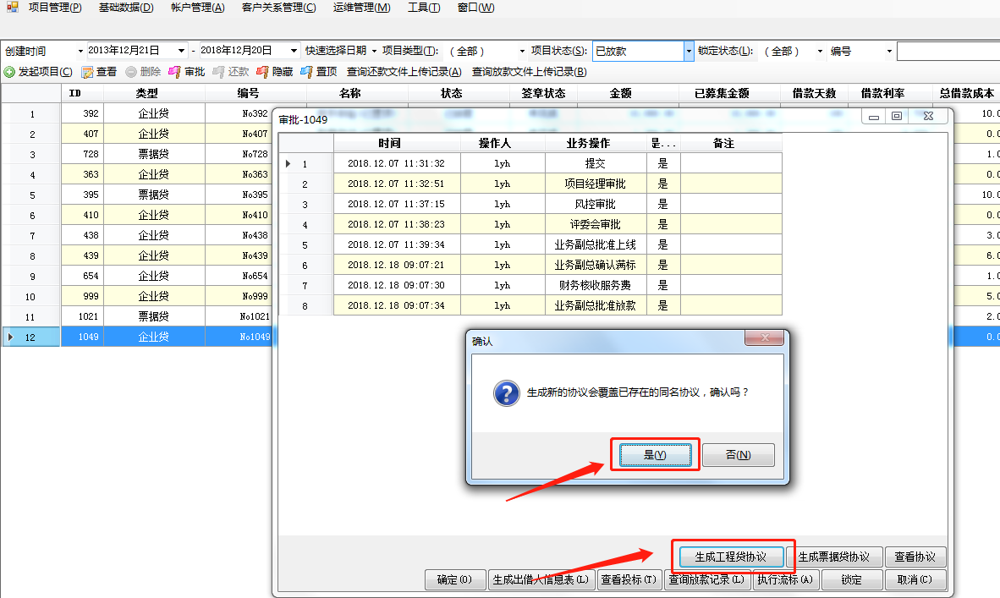 项目管理(P) 基础数据(D) 帐户管理(A) 客户关系管理(C) 运维管理(M) 工具(T) 窗口(W)
创建时间 2013年12月21日 - 2018年12月20日 快速选择日期 项目类型(T): (全部) 项目状态(S): 已放款 锁定状态(L): (全部) 编号
发起项目(C) 查看 删除 审批 还款 隐藏 置顶 查询还款文件上传记录(A) 查询放款文件上传记录(B)
ID 类型 编号 名称 状态 签章状态 金额 已募集金额 借款天数 借款利率 总借款成本
1 392 企业贷 No392 10.0
2 407 企业贷 No407 0.0
3 728 票据贷 No728 1.0
4 363 企业贷 No363 0.0
5 395 票据贷 No395 10.0
6 410 企业贷 No410 0.0
7 438 企业贷 No438 3.0
8 439 企业贷 No439 6.0
9 654 企业贷 No654 1.0
10 999 企业贷 No999 5.0
11 1021 票据贷 No1021 2.0
12 1049 企业贷 No1049 0.0
审批-1049
时间 操作人 业务操作 是... 备注
1 2018.12.07 11:31:32 lyh 提交 是
2 2018.12.07 11:32:51 lyh 项目经理审批 是
3 2018.12.07 11:37:15 lyh 风控审批 是
4 2018.12.07 11:38:23 lyh 评委会审批 是
5 2018.12.07 11:39:34 lyh 业务副总批准上线 是
6 2018.12.18 09:07:21 lyh 业务副总确认满标 是
7 2018.12.18 09:07:30 lyh 财务核收服务费 是
8 2018.12.18 09:07:34 lyh 业务副总批准放款 是
确认
生成新的协议会覆盖已存在的同名协议，确认吗？
是(Y) 否(N)
生成工程贷协议 生成票据贷协议 查看协议
确定(O) 生成出借人信息表(L) 查看投标(T) 查询放款记录(L) 执行流标(A) 锁定 取消(C)